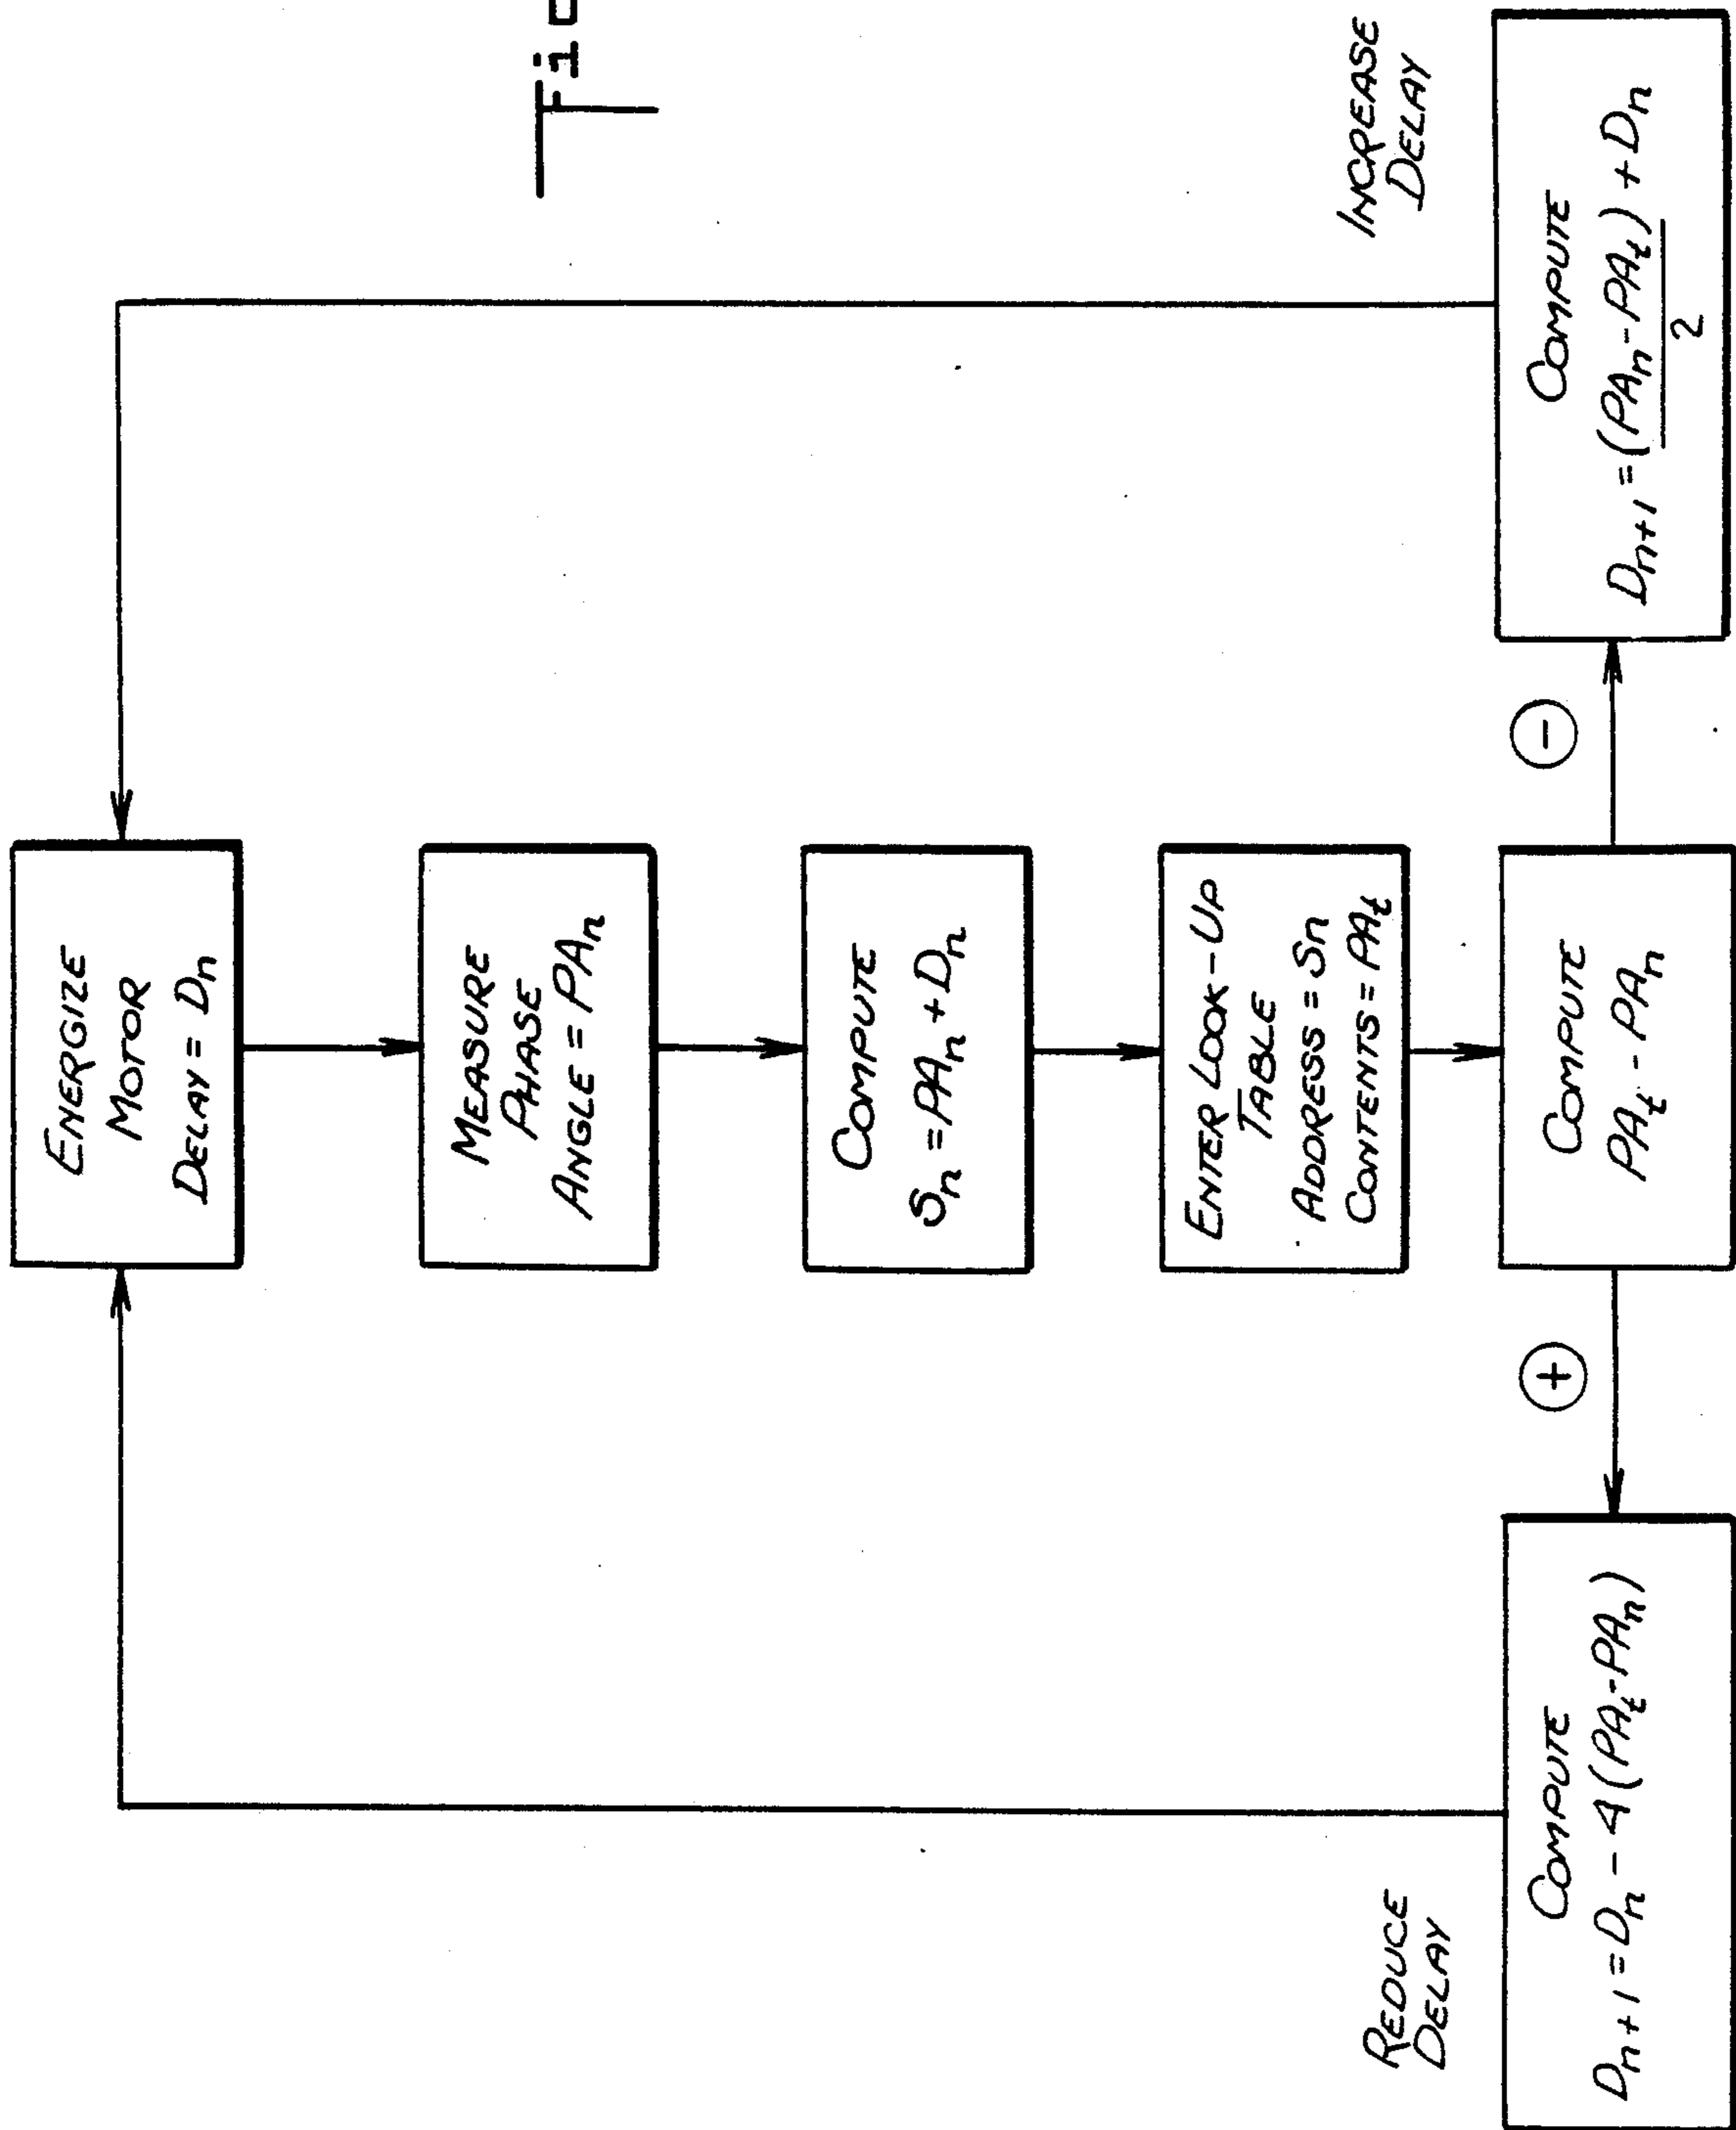 Fig
ENERGIZE
MOTOR
DELAY = Dₙ
MEASURE
PHASE
ANGLE = PAₙ
COMPUTE
Sₙ = PAₙ + Dₙ
ENTER LOOK-UP
TABLE
ADDRESS = Sₙ
CONTENTS = PAₜ
COMPUTE
PAₜ - PAₙ
+
-
REDUCE
DELAY
COMPUTE
Dₙ₊₁ = Dₙ - 4(PAₜ - PAₙ)
INCREASE
DELAY
COMPUTE
Dₙ₊₁ = (PAₙ - PAₜ) + Dₙ
2